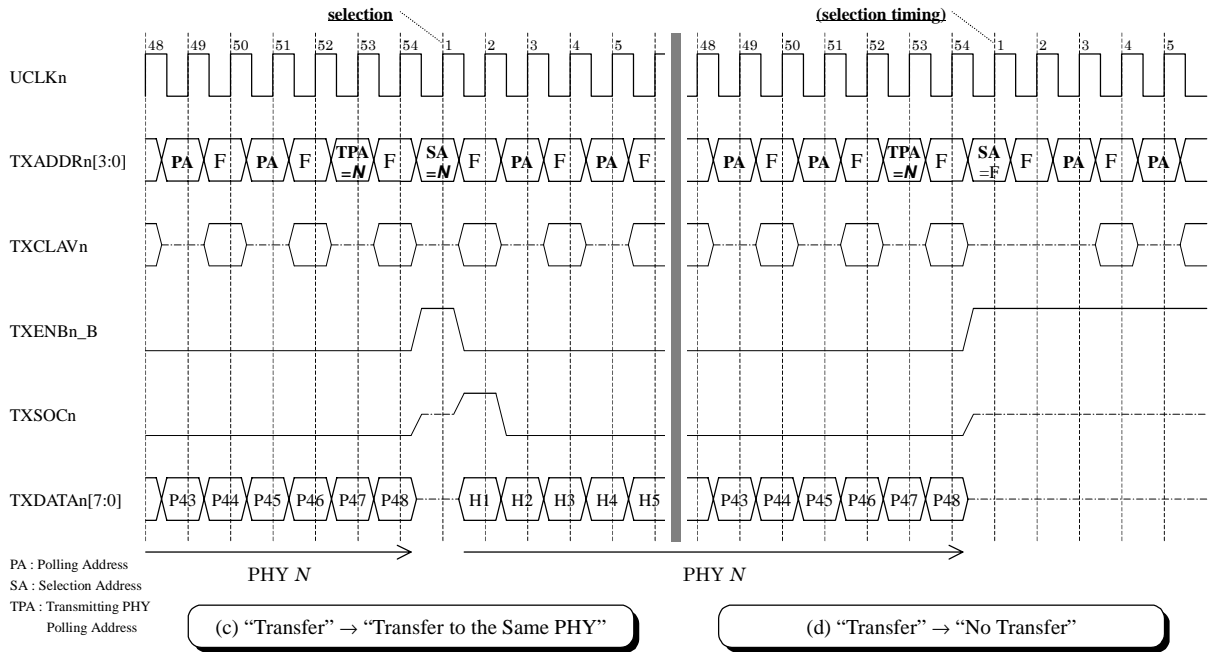 selection (selection timing)
48 49 50 51 52 53 54 1 2 3 4 5 48 49 50 51 52 53 54 1 2 3 4 5
UCLKn
TXADDRn[3:0] PA F PA F TPA =N F SA =N F PA F PA F PA F PA F TPA =N F SA =F F PA F PA
TXCLAVn
TXENBn_B
TXSOCn
TXDATAn[7:0] P43 P44 P45 P46 P47 P48 H1 H2 H3 H4 H5 P43 P44 P45 P46 P47 P48
PHY N PHY N
PA : Polling Address
SA : Selection Address
TPA : Transmitting PHY
Polling Address
(c) “Transfer” → “Transfer to the Same PHY” (d) “Transfer” → “No Transfer”